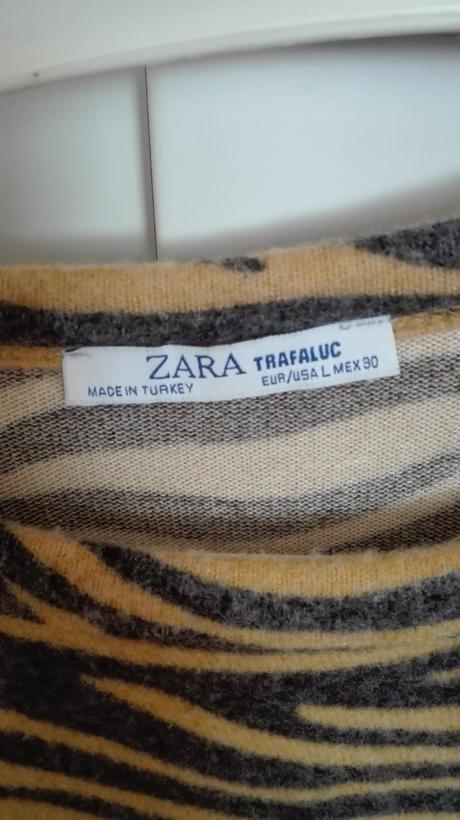 ZARA TRAFALUC
MADE IN TURKEY EUR/USA L MEX 30